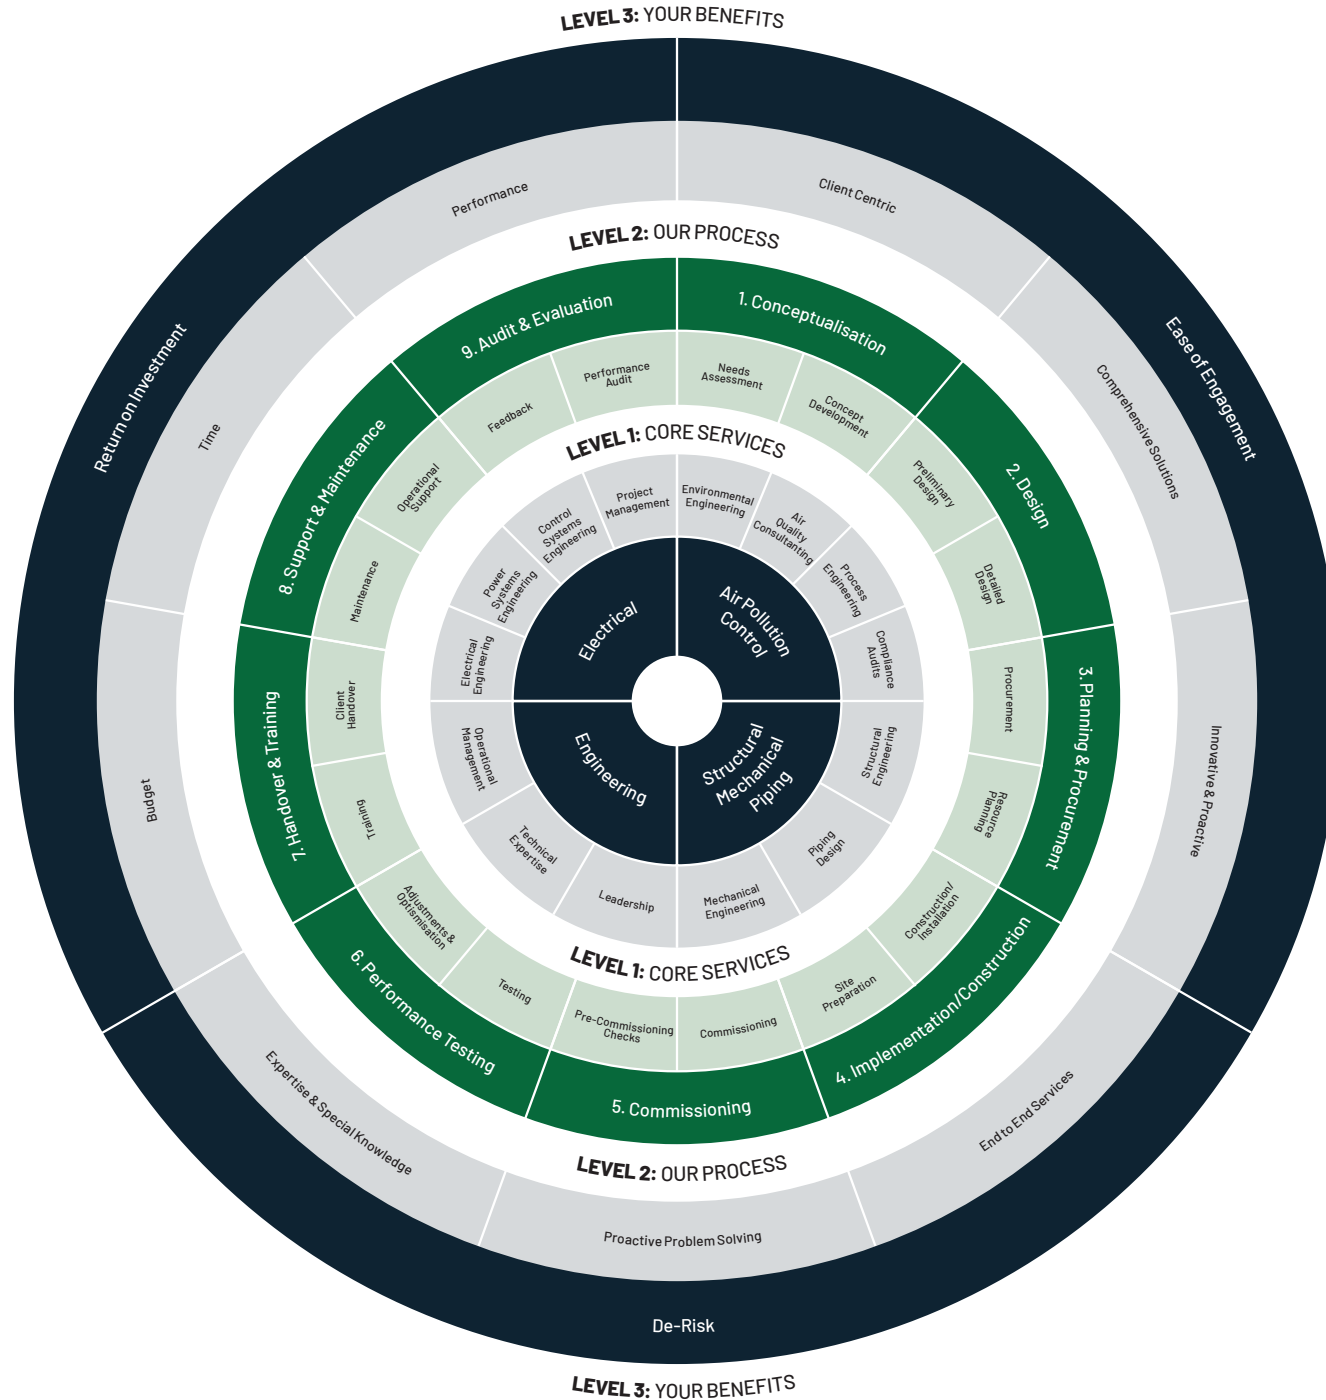 LEVEL 3: YOUR BENEFITS
Return on Investment
Performance
Time
Budget
Ease of Engagement
Client Centric
Comprehensive Solutions
Innovative & Proactive
De-Risk
End to End Services
Proactive Problem Solving
Expertise & Special Knowledge
LEVEL 3: YOUR BENEFITS
LEVEL 2: OUR PROCESS
1. Conceptualisation
Needs
Assessment
Concept
Development
2. Design
Preliminary
Design
Detailed
Design
3. Planning & Procurement
Procurement
Resource
Planning
4. Implementation/Construction
Construction/
Installation
Site
Preparation
5. Commissioning
Commissioning
Pre-Commissioning
Checks
6. Performance Testing
Testing
Adjustments &
Optismisation
7. Handover & Training
Training
Client
Handover
8. Support & Maintenance
Maintenance
Operational
Support
9. Audit & Evaluation
Feedback
Performance
Audit
LEVEL 2: OUR PROCESS
LEVEL 1: CORE SERVICES
Air Pollution
Control
Environmental
Engineering
Air
Quality
Consultanting
Process
Engineering
Compliance
Audits
Structural
Mechanical
Piping
Structural
Engineering
Piping
Design
Mechanical
Engineering
Engineering
Leadership
Technical
Expertise
Operational
Management
Electrical
Electrical
Engineering
Power
Systems
Engineering
Control
Systems
Engineering
Project
Management
LEVEL 1: CORE SERVICES